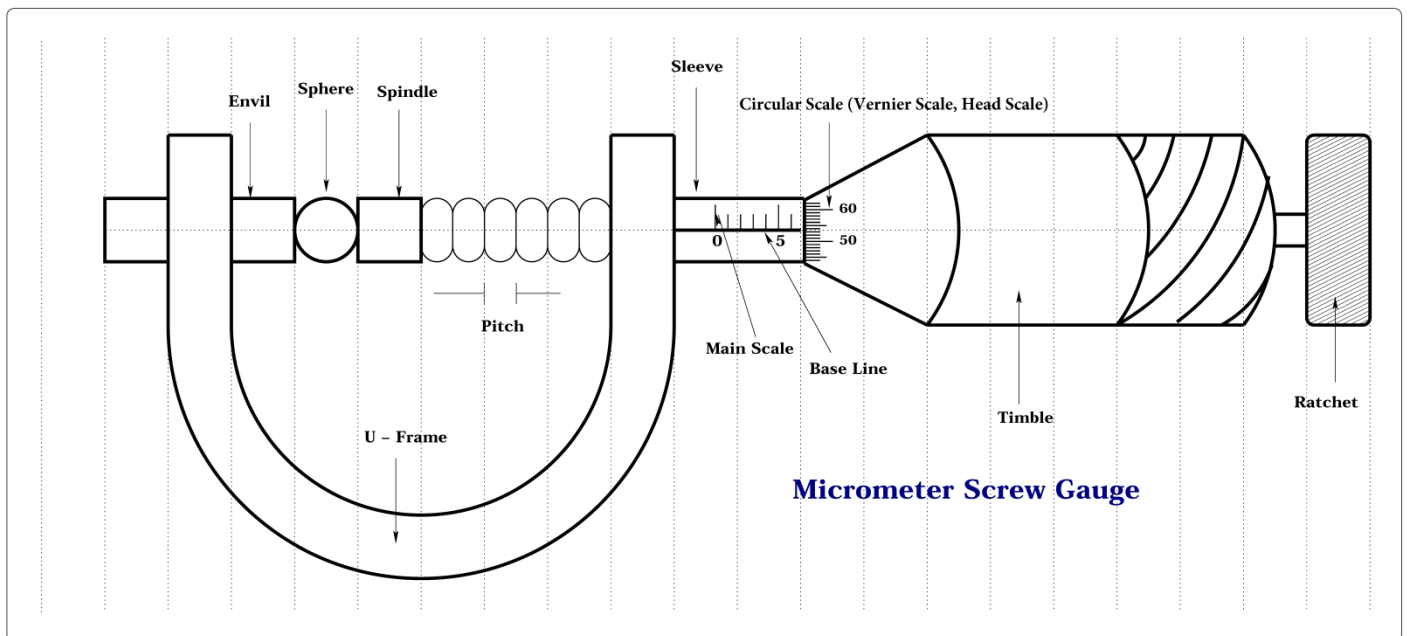 Sleeve
Envil
Sphere
Spindle
Circular Scale (Vernier Scale, Head Scale)
60
0
5
50
Pitch
Main Scale
Base Line
Ratchet
Timble
U – Frame
Micrometer Screw Gauge